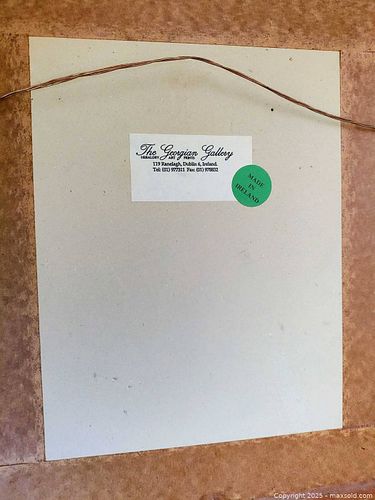 The Georgian Gallery
HERALDRY ART PRINTS
119 Ranelagh, Dublin 6, Ireland.
Tel: (01) 977311 Fax: (01) 970832
MADE
IN
IRELAND
Copyright 2025 - maxsold.com